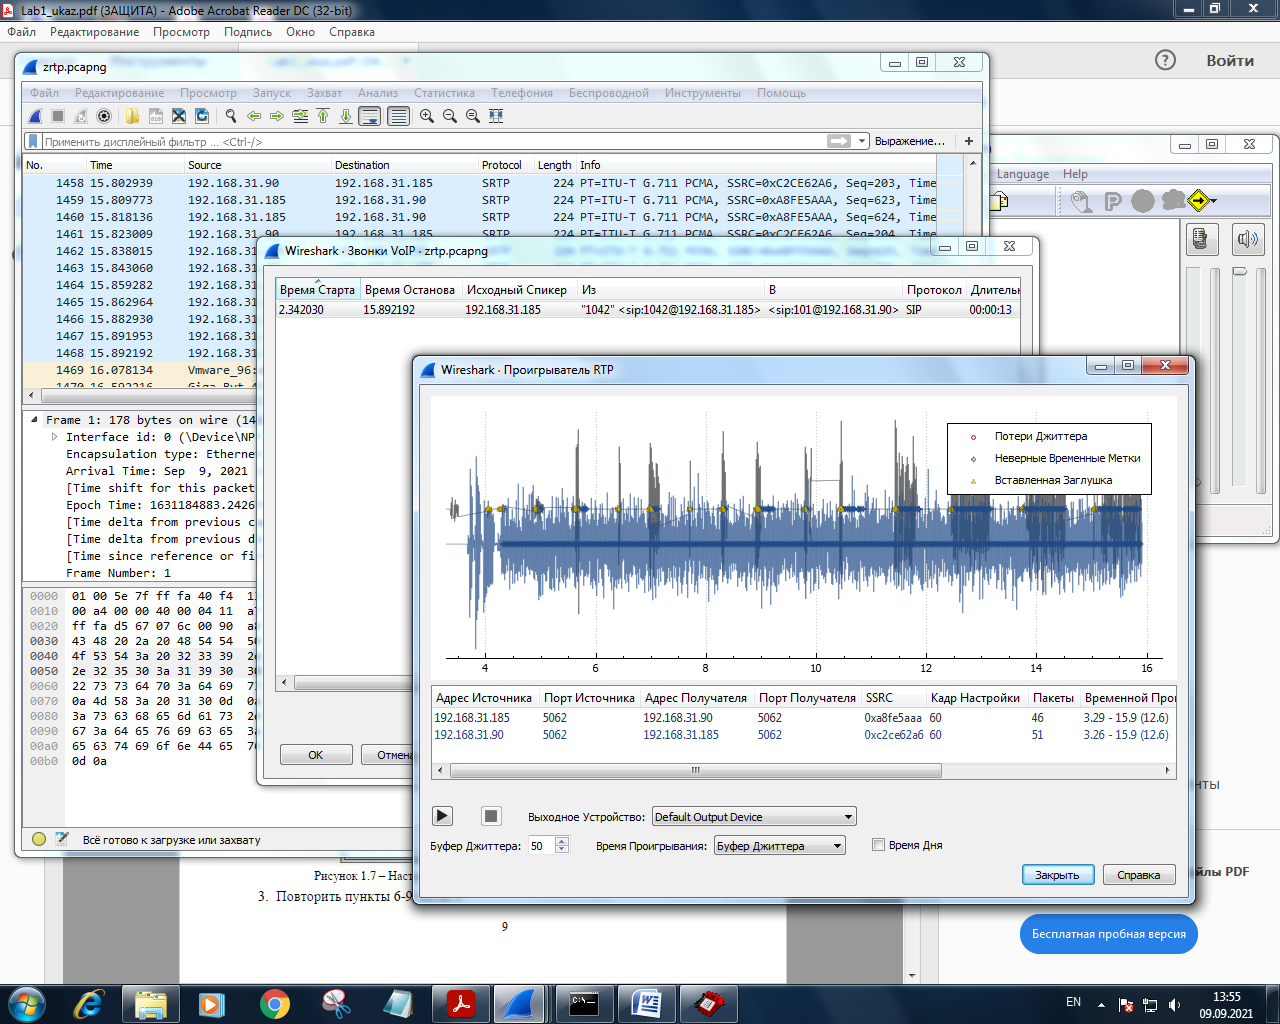 Lab1_ukaz.pdf (ЗАЩИТА) - Adobe Acrobat Reader DC (32-bit)
Файл Редактирование Просмотр Подпись Окно Справка
Войти
zrtp.pcapng
Файл Редактирование Просмотр Запуск Захват Анализ Статистика Телефония Беспроводной Инструменты Помощь
Применить дисплейный фильтр ... <Ctrl-/> Выражение... +
No. Time Source Destination Protocol Length Info
1458 15.802939 192.168.31.90 192.168.31.185 SRTP 224 PT=ITU-T G.711 PCMA, SSRC=0xC2CE62A6, Seq=203, Time
1459 15.809773 192.168.31.185 192.168.31.90 SRTP 224 PT=ITU-T G.711 PCMA, SSRC=0xA8FE5AAA, Seq=623, Time
1460 15.818136 192.168.31.185 192.168.31.90 SRTP 224 PT=ITU-T G.711 PCMA, SSRC=0xA8FE5AAA, Seq=624, Time
1461 15.823009 192.168.31.90 192.168.31.185 SRTP 224 PT=ITU-T G.711 PCMA, SSRC=0xC2CE62A6, Seq=204, Time
1462 15.838015 192.168.3
1463 15.843060 192.168.3
1464 15.859282 192.168.3
1465 15.862964 192.168.3
1466 15.882930 192.168.3
1467 15.891953 192.168.3
1468 15.892192 192.168.3
1469 16.078134 Vmware_96:
Language Help
Wireshark · Звонки VoIP · zrtp.pcapng
Время Старта Время Останова Исходный Спикер Из В Протокол Длительн
2.342030 15.892192 192.168.31.185 "1042" <sip:1042@192.168.31.185> <sip:101@192.168.31.90> SIP 00:00:13
OK Отмена
Frame 1: 178 bytes on wire (14
Interface id: 0 (\Device\NP
Encapsulation type: Etherne
Arrival Time: Sep 9, 2021
[Time shift for this packet
Epoch Time: 1631184883.2426
[Time delta from previous c
[Time delta from previous d
[Time since reference or fi
Frame Number: 1
0000 01 00 5e 7f ff fa 40 f4
0010 00 a4 00 00 40 00 04 11
0020 ff fa d5 67 07 6c 00 90
0030 43 48 20 2a 20 48 54 54
0040 4f 53 54 3a 20 32 33 39
0050 2e 32 35 30 3a 31 39 30
0060 22 73 73 64 70 3a 64 69
0070 0a 4d 58 3a 20 31 30 0d
0080 3a 73 63 68 65 6d 61 73
0090 67 3a 64 65 76 69 63 65
00a0 65 63 74 69 6f 6e 44 65
00b0 0d 0a
Всё готово к загрузке или захвату
Wireshark · Проигрыватель RTP
Потери Джиттера
Неверные Временные Метки
Вставленная Заглушка
4 6 8 10 12 14 16
Адрес Источника Порт Источника Адрес Получателя Порт Получателя SSRC Кадр Настройки Пакеты Временной Про
192.168.31.185 5062 192.168.31.90 5062 0xa8fe5aaa 60 46 3.29 - 15.9 (12.6)
192.168.31.90 5062 192.168.31.185 5062 0xc2ce62a6 60 51 3.26 - 15.9 (12.6)
Выходное Устройство: Default Output Device
Буфер Джиттера: 50 Время Проигрывания: Буфер Джиттера Время Дня
Закрыть Справка
Рисунок 1.7 – Наст
3. Повторить пункты 6-9
9
нты
йлы PDF
Бесплатная пробная версия
EN
13:55
09.09.2021